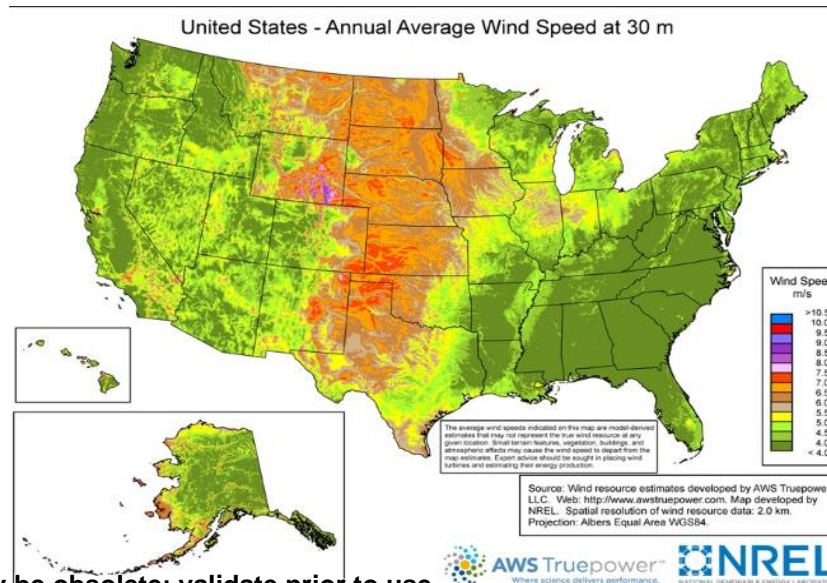 United States - Annual Average Wind Speed at 30 m
Wind Spee
m/s
>10.5
10.0
9.5
9.0
8.5
8.0
7.5
7.0
6.5
6.0
5.5
5.0
4.5
4.0
< 4.0
The average wind speeds indicated on this map are model-derived
estimates that may not represent the true wind resource at any
given location. Small terrain features, vegetation, buildings, and
atmospheric effects may cause the wind speed to depart from the
map estimates. Expert advice should be sought in placing wind
turbines and estimating their energy production.
Source: Wind resource estimates developed by AWS Truepowe
LLC. Web: http://www.awstruepower.com. Map developed by
NREL. Spatial resolution of wind resource data: 2.0 km.
Projection: Albers Equal Area WGS84.
y be obsolete; validate prior to use
AWS Truepower™
Where science delivers performance.
NREL
NATIONAL RENEWABLE ENERGY LABORAT